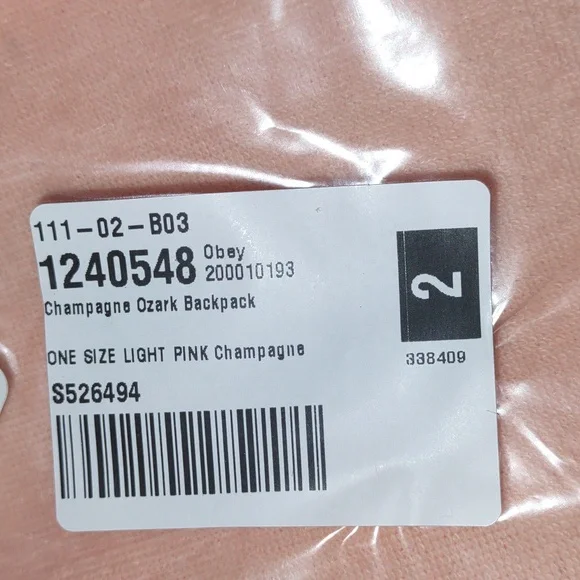 111-02-B03
1240548 Obey
200010193
Champagne Ozark Backpack
2
338409
ONE SIZE LIGHT PINK Champagne
S526494